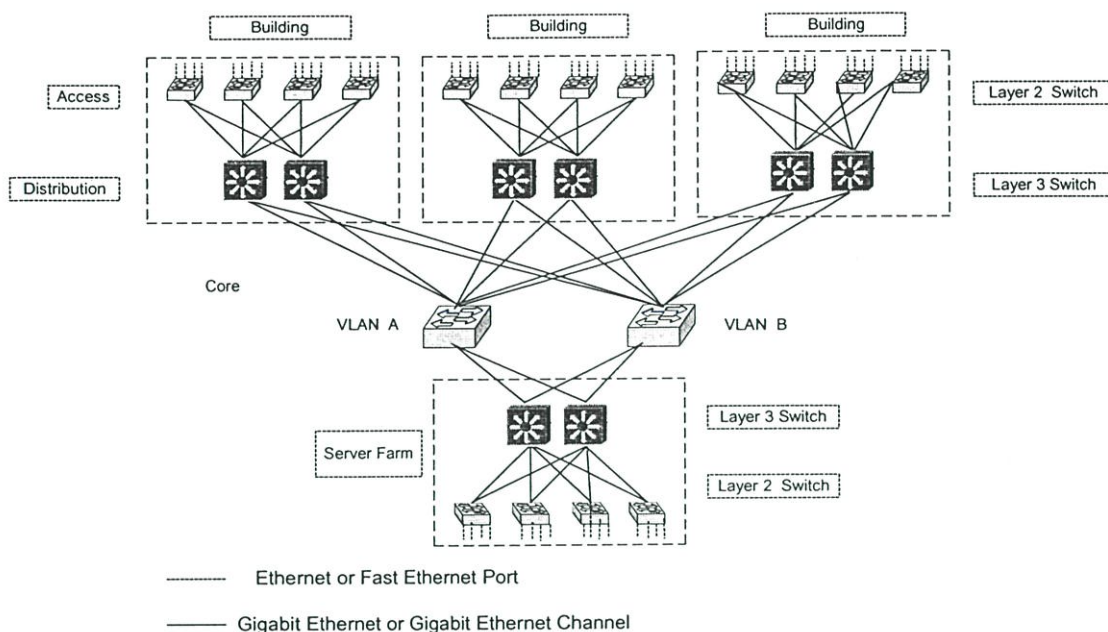 Building
Building
Building
Access
Layer 2 Switch
Distribution
Layer 3 Switch
Core
VLAN A
VLAN B
Layer 3 Switch
Server Farm
Layer 2 Switch
Ethernet or Fast Ethernet Port
Gigabit Ethernet or Gigabit Ethernet Channel